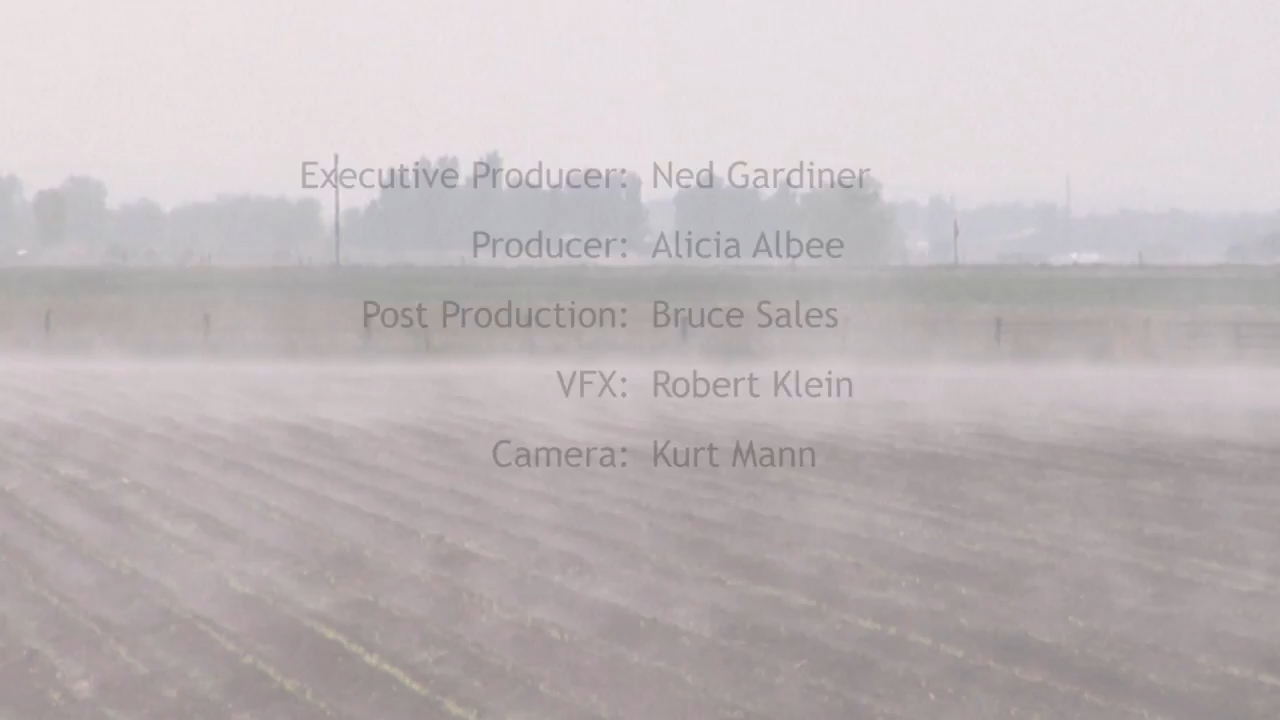 Executive Producer: Ned Gardiner
Producer: Alicia Albee
Post Production: Bruce Sales
VFX: Robert Klein
Camera: Kurt Mann